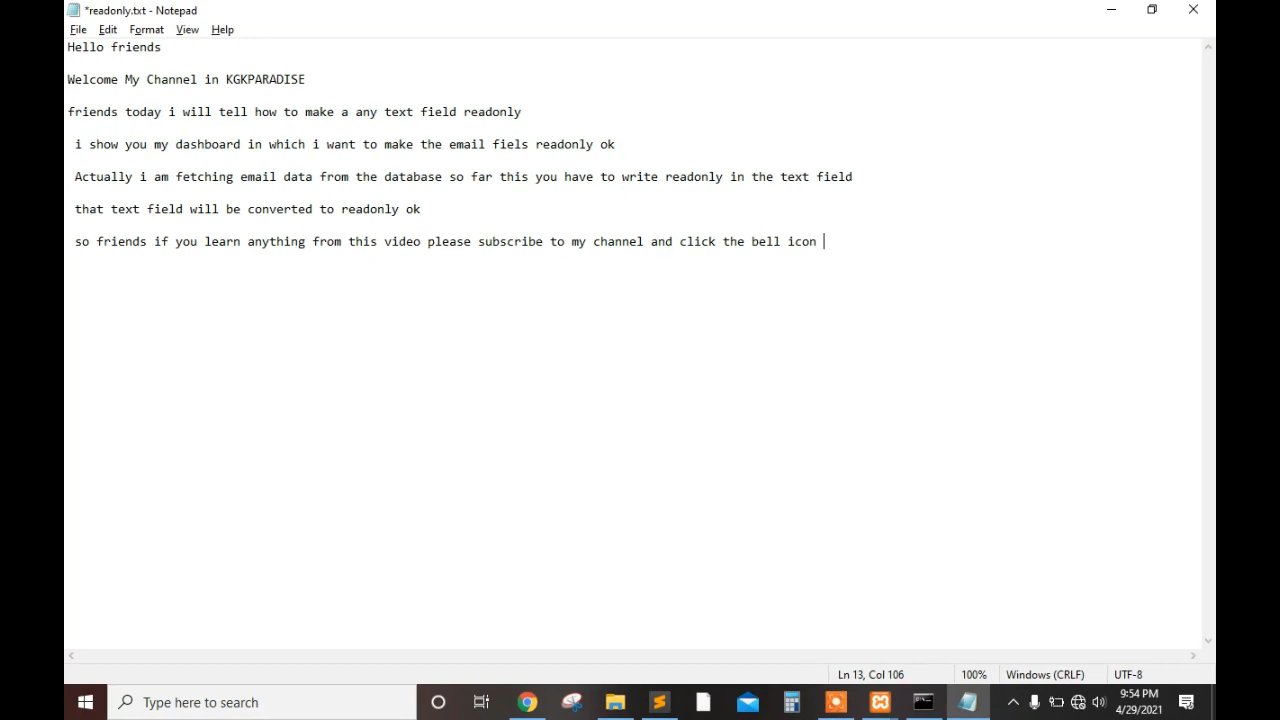 *readonly.txt - Notepad
File Edit Format View Help
Hello friends
Welcome My Channel in KGKPARADISE
friends today i will tell how to make a any text field readonly
i show you my dashboard in which i want to make the email fiels readonly ok
Actually i am fetching email data from the database so far this you have to write readonly in the text field
that text field will be converted to readonly ok
so friends if you learn anything from this video please subscribe to my channel and click the bell icon
Ln 13, Col 106 100% Windows (CRLF) UTF-8
Type here to search
9:54 PM
4/29/2021